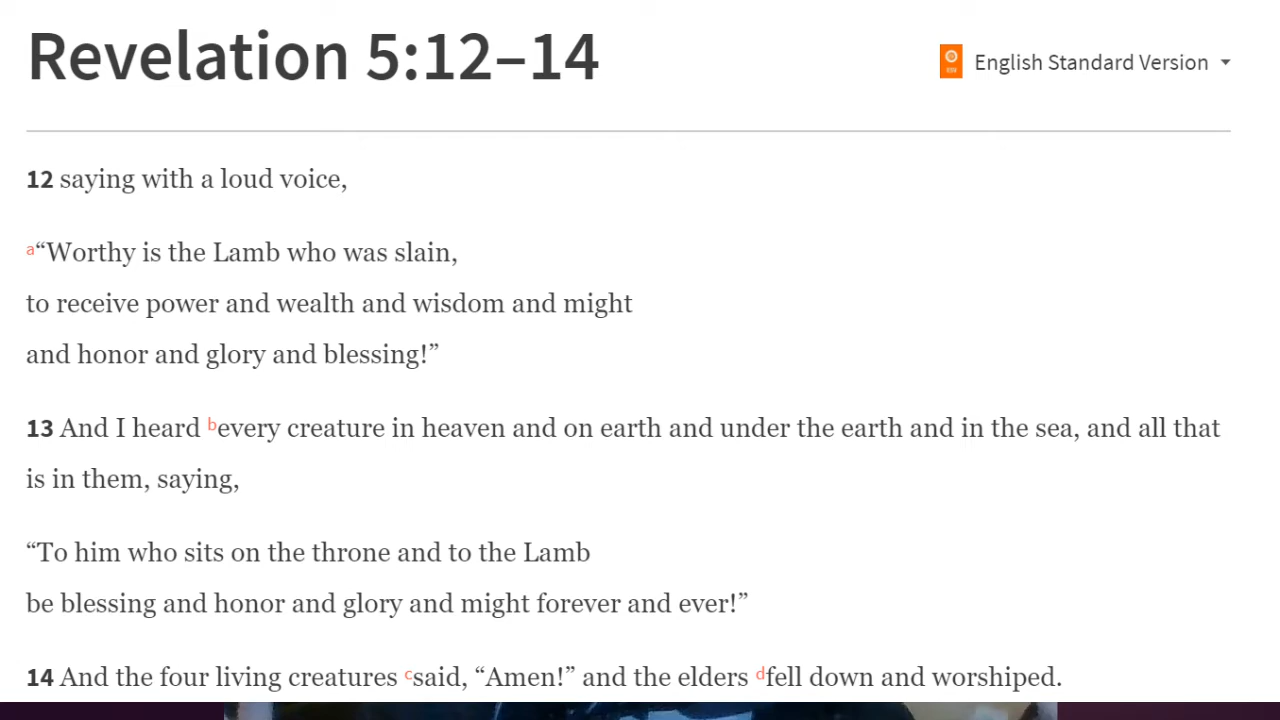 Revelation 5:12–14
English Standard Version
12 saying with a loud voice,
a“Worthy is the Lamb who was slain,
to receive power and wealth and wisdom and might
and honor and glory and blessing!”
13 And I heard bevery creature in heaven and on earth and under the earth and in the sea, and all that
is in them, saying,
“To him who sits on the throne and to the Lamb
be blessing and honor and glory and might forever and ever!”
14 And the four living creatures csaid, “Amen!” and the elders dfell down and worshiped.